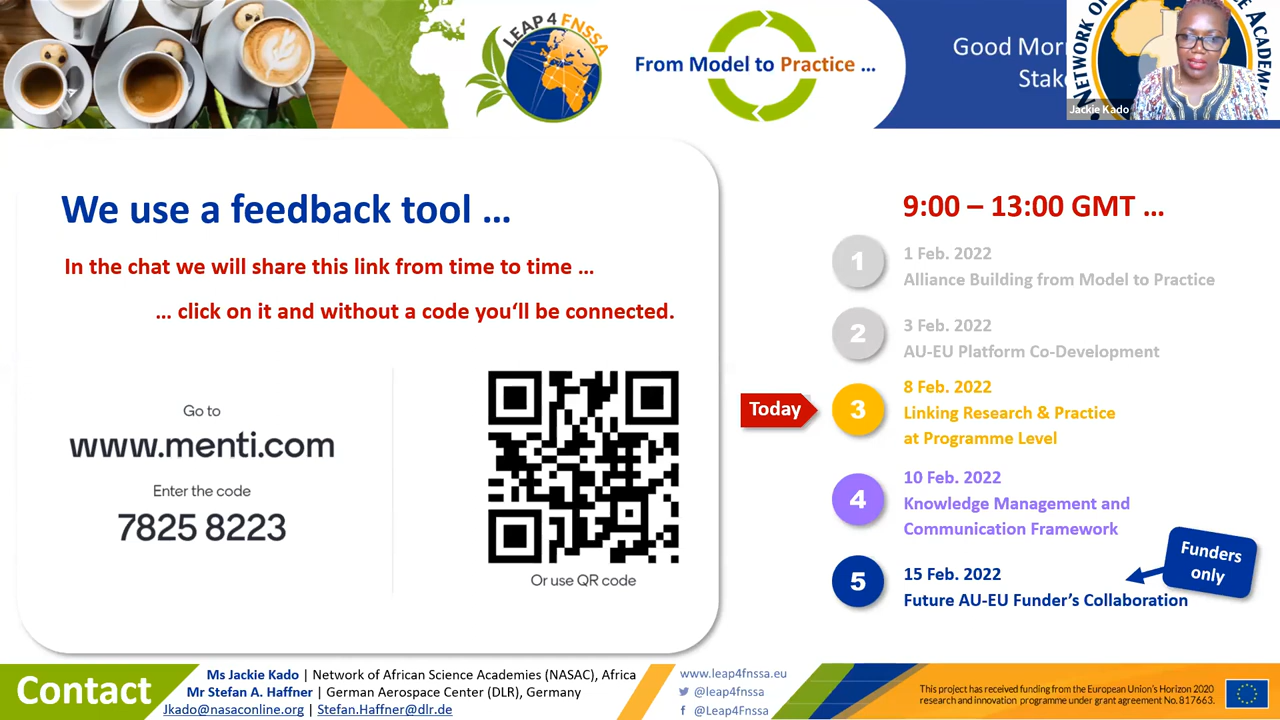 LEAP 4 FNSSA
From Model to Practice ...
Good Mor
Stak
NETWORK OF
ACADEMI
Jackie Kado
We use a feedback tool ...
In the chat we will share this link from time to time ...
... click on it and without a code you‘ll be connected.
Go to
www.menti.com
Enter the code
7825 8223
Or use QR code
9:00 – 13:00 GMT ...
1
1 Feb. 2022
Alliance Building from Model to Practice
2
3 Feb. 2022
AU-EU Platform Co-Development
Today
3
8 Feb. 2022
Linking Research & Practice
at Programme Level
4
10 Feb. 2022
Knowledge Management and
Communication Framework
Funders
only
5
15 Feb. 2022
Future AU-EU Funder’s Collaboration
Contact
Ms Jackie Kado | Network of African Science Academies (NASAC), Africa
Mr Stefan A. Haffner | German Aerospace Center (DLR), Germany
Jkado@nasaconline.org | Stefan.Haffner@dlr.de
www.leap4fnssa.eu
@leap4fnssa
@Leap4Fnssa
This project has received funding from the European Union's Horizon 2020
research and innovation programme under grant agreement No. 817663.